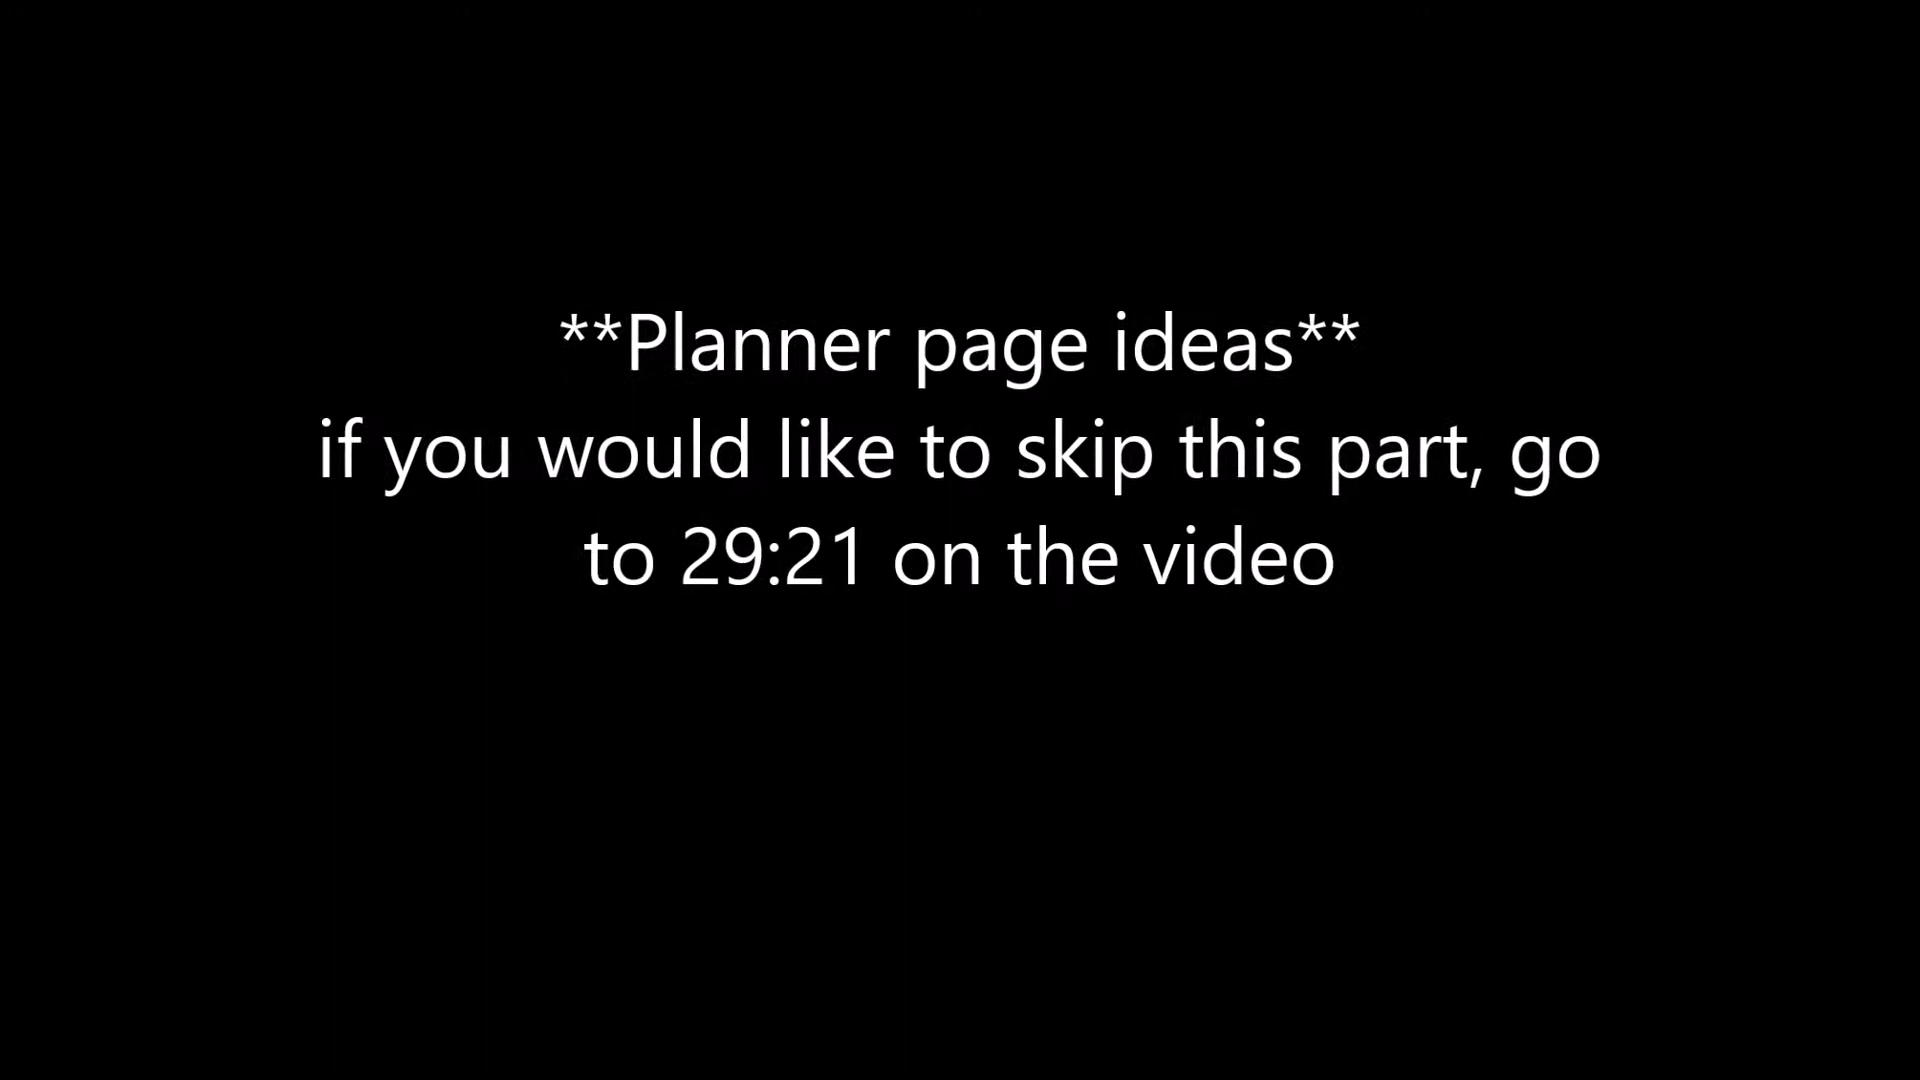 **Planner page ideas**
if you would like to skip this part, go
to 29:21 on the video